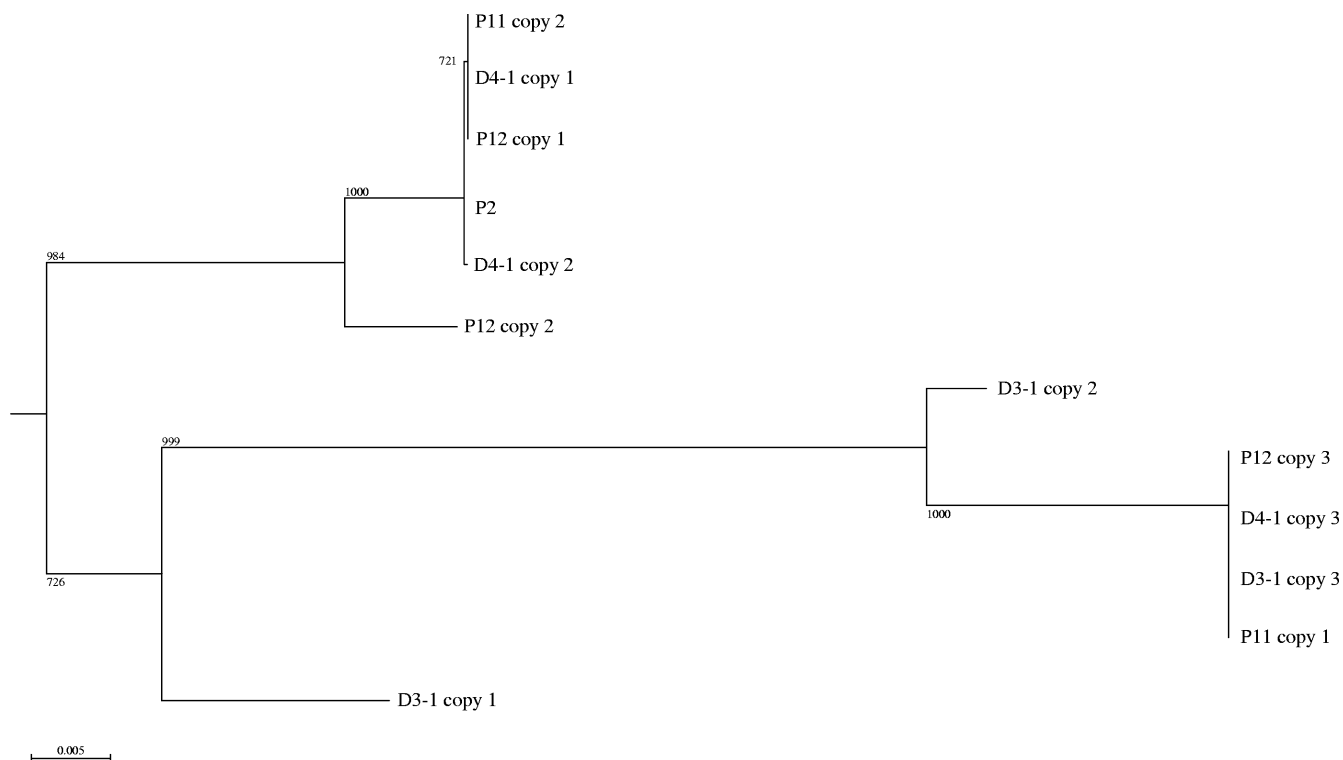 P11 copy 2
721
D4-1 copy 1
P12 copy 1
1000
P2
984
D4-1 copy 2
P12 copy 2
D3-1 copy 2
999
P12 copy 3
1000
D4-1 copy 3
726
D3-1 copy 3
P11 copy 1
D3-1 copy 1
0.005